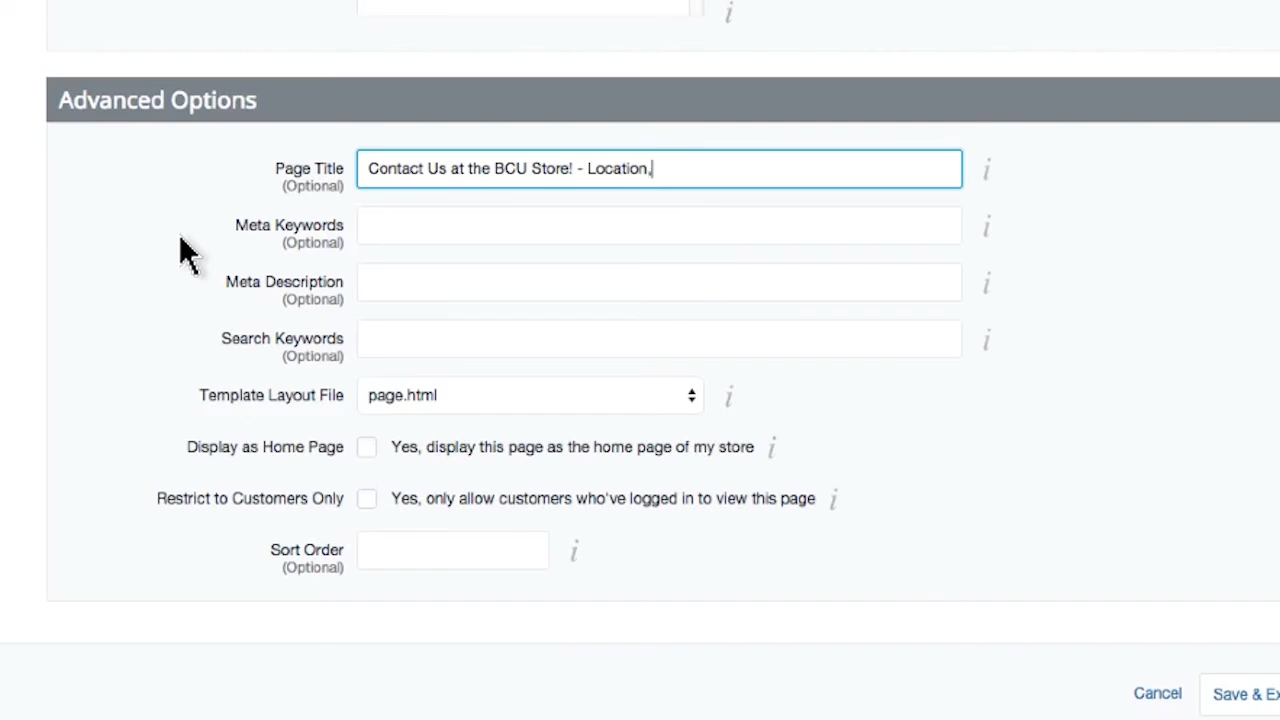 i
Advanced Options
Page Title
(Optional)
Contact Us at the BCU Store! - Location,
i
Meta Keywords
(Optional)
i
Meta Description
(Optional)
i
Search Keywords
(Optional)
i
Template Layout File
page.html
i
Display as Home Page
Yes, display this page as the home page of my store
i
Restrict to Customers Only
Yes, only allow customers who've logged in to view this page
i
Sort Order
(Optional)
i
Cancel
Save & Ex